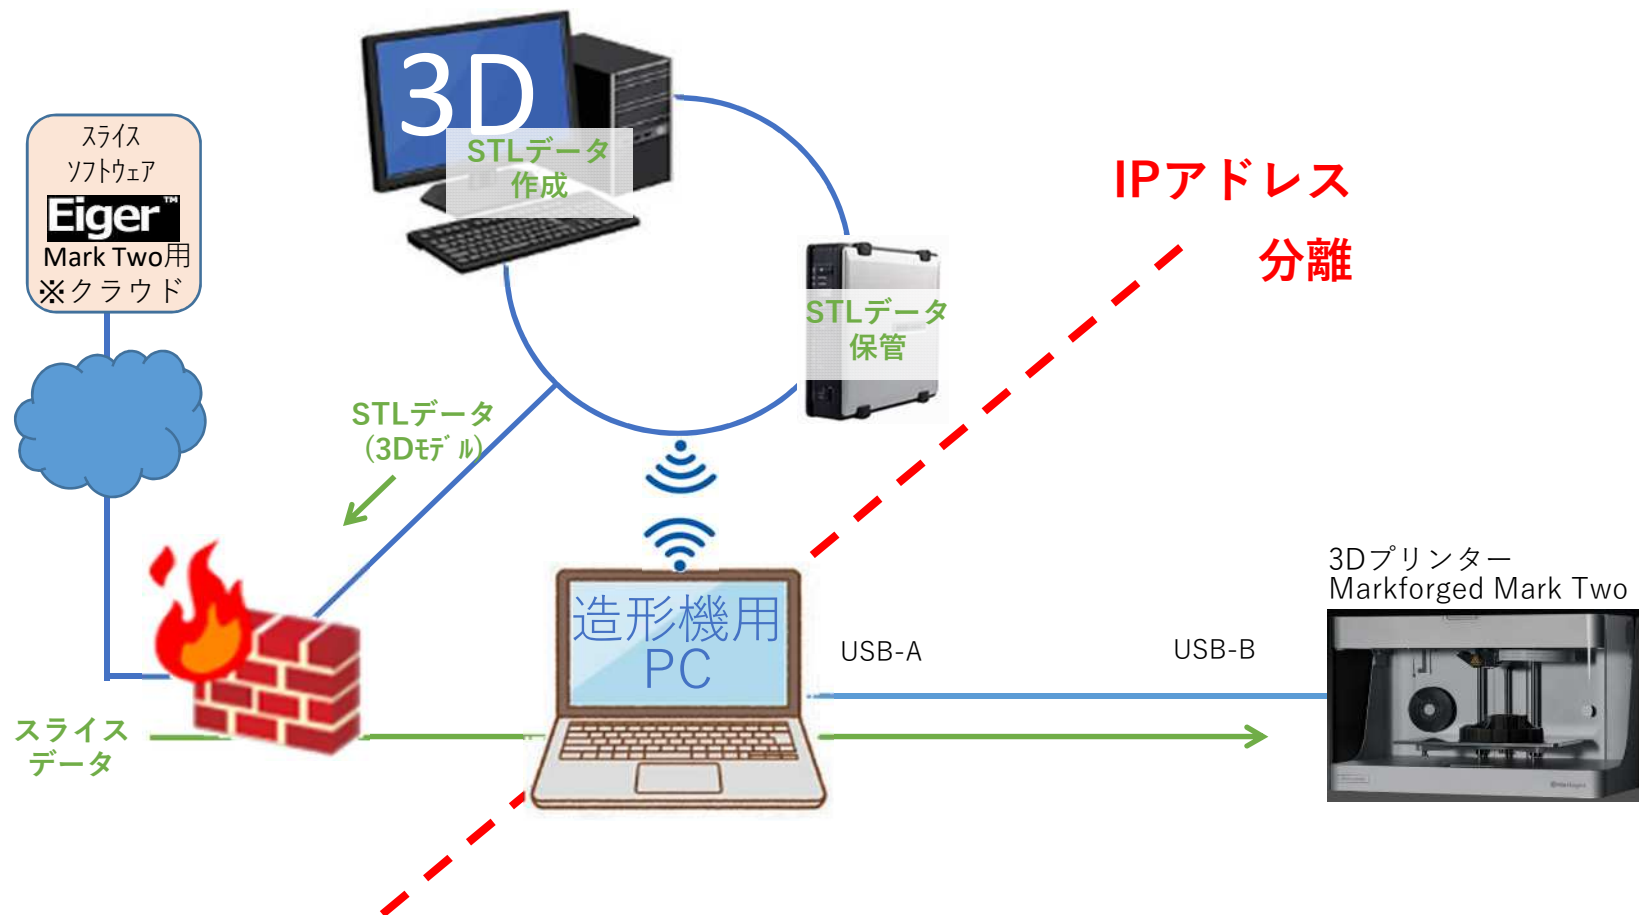 3D
STLデータ
作成
スライス
ソフトウェア
Eiger™
Mark Two用
※クラウド
IPアドレス
分離
STLデータ
保管
STLデータ
(3Dﾓﾃﾞﾙ)
3Dプリンター
Markforged Mark Two
造形機用
PC
USB-A
USB-B
スライス
データ